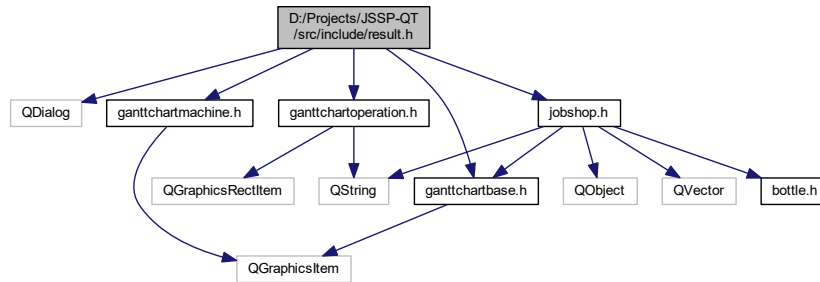 D:/Projects/JSSP-QT
/src/include/result.h
QDialog
ganttchartmachine.h
ganttchartoperation.h
jobshop.h
QGraphicsRectItem
QString
ganttchartbase.h
QObject
QVector
bottle.h
QGraphicsItem